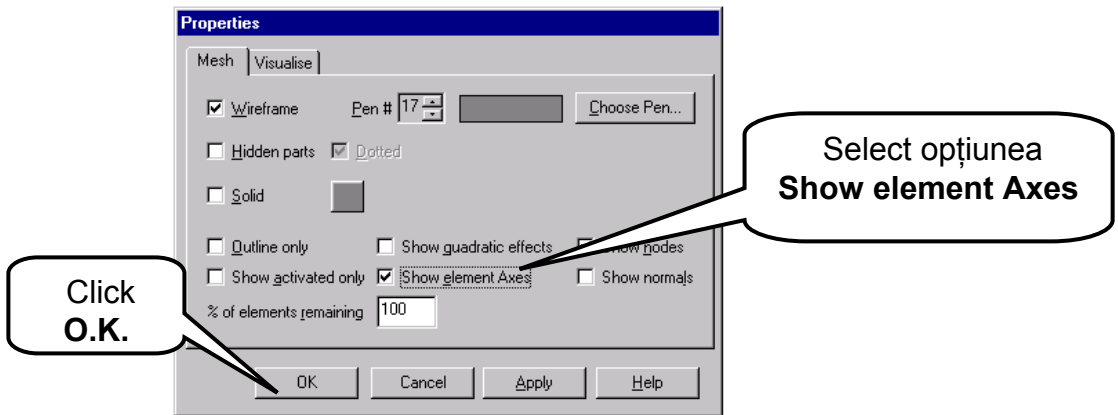 Properties
Mesh Visualise
Wireframe Pen # 17 Choose Pen...
Hidden parts Dotted
Solid
Outline only Show quadratic effects Show nodes
Show activated only Show element Axes Show normals
% of elements remaining 100
OK Cancel Apply Help
Select opțiunea
Show element Axes
Click
O.K.